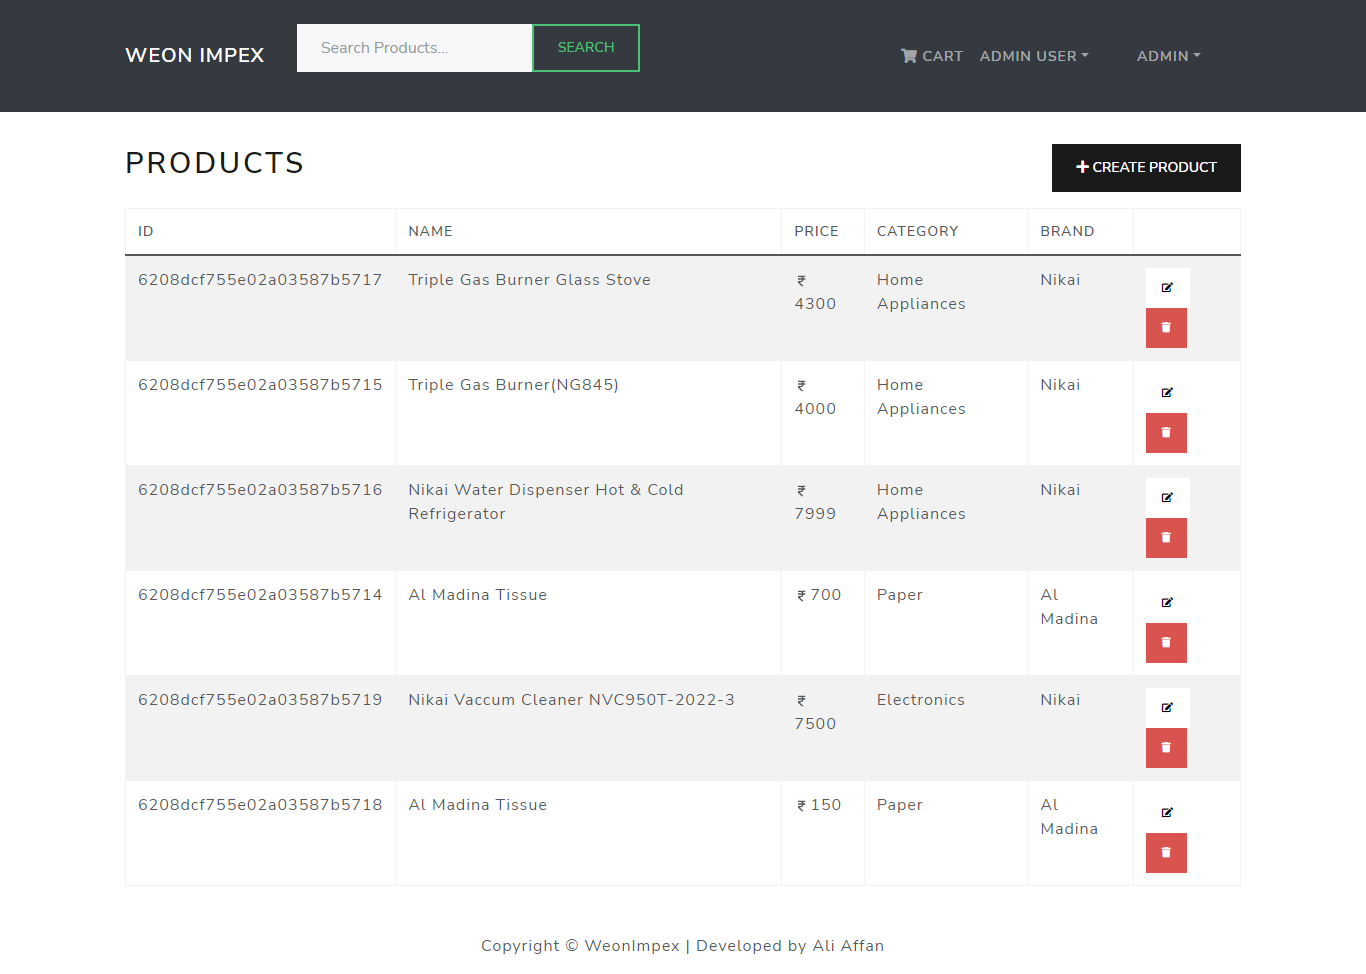 WEON IMPEX Search Products... SEARCH CART ADMIN USER ADMIN
PRODUCTS
CREATE PRODUCT
ID NAME PRICE CATEGORY BRAND
6208dcf755e02a03587b5717 Triple Gas Burner Glass Stove ₹ Home Nikai
4300 Appliances
6208dcf755e02a03587b5715 Triple Gas Burner(NG845) ₹ Home Nikai
4000 Appliances
6208dcf755e02a03587b5716 Nikai Water Dispenser Hot & Cold ₹ Home Nikai
Refrigerator 7999 Appliances
6208dcf755e02a03587b5714 Al Madina Tissue ₹ 700 Paper Al
Madina
6208dcf755e02a03587b5719 Nikai Vaccum Cleaner NVC950T-2022-3 ₹ Electronics Nikai
7500
6208dcf755e02a03587b5718 Al Madina Tissue ₹ 150 Paper Al
Madina
Copyright © WeonImpex | Developed by Ali Affan